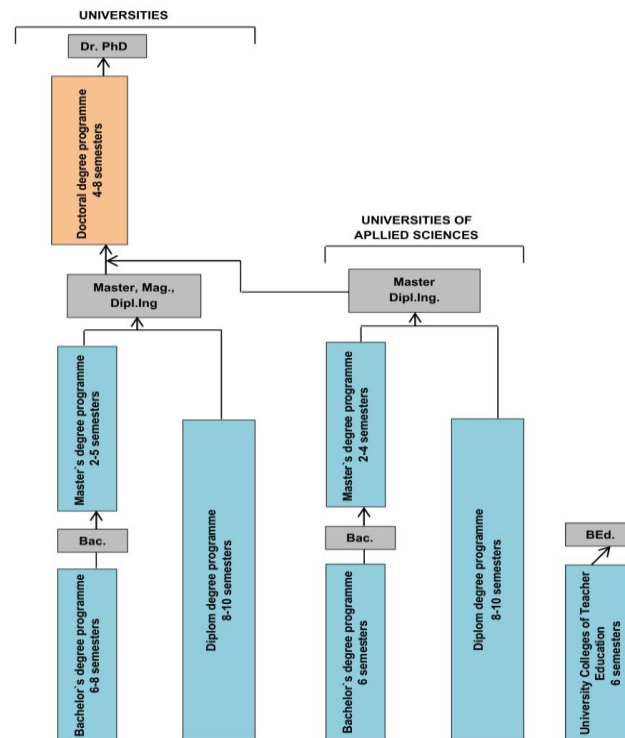 UNIVERSITIES
Dr. PhD
Doctoral degree programme
4-8 semesters
UNIVERSITIES OF
APLLIED SCIENCES
Master, Mag.,
Dipl.Ing
Master
Dipl.Ing.
Master`s degree programme
2-5 semesters
Diplom degree programme
8-10 semesters
Master`s degree programme
2-4 semesters
Diplom degree programme
8-10 semesters
Bac.
Bac.
BEd.
Bachelor`s degree programme
6-8 semesters
Bachelor`s degree programme
6 semesters
University Colleges of Teacher
Education
6 semesters